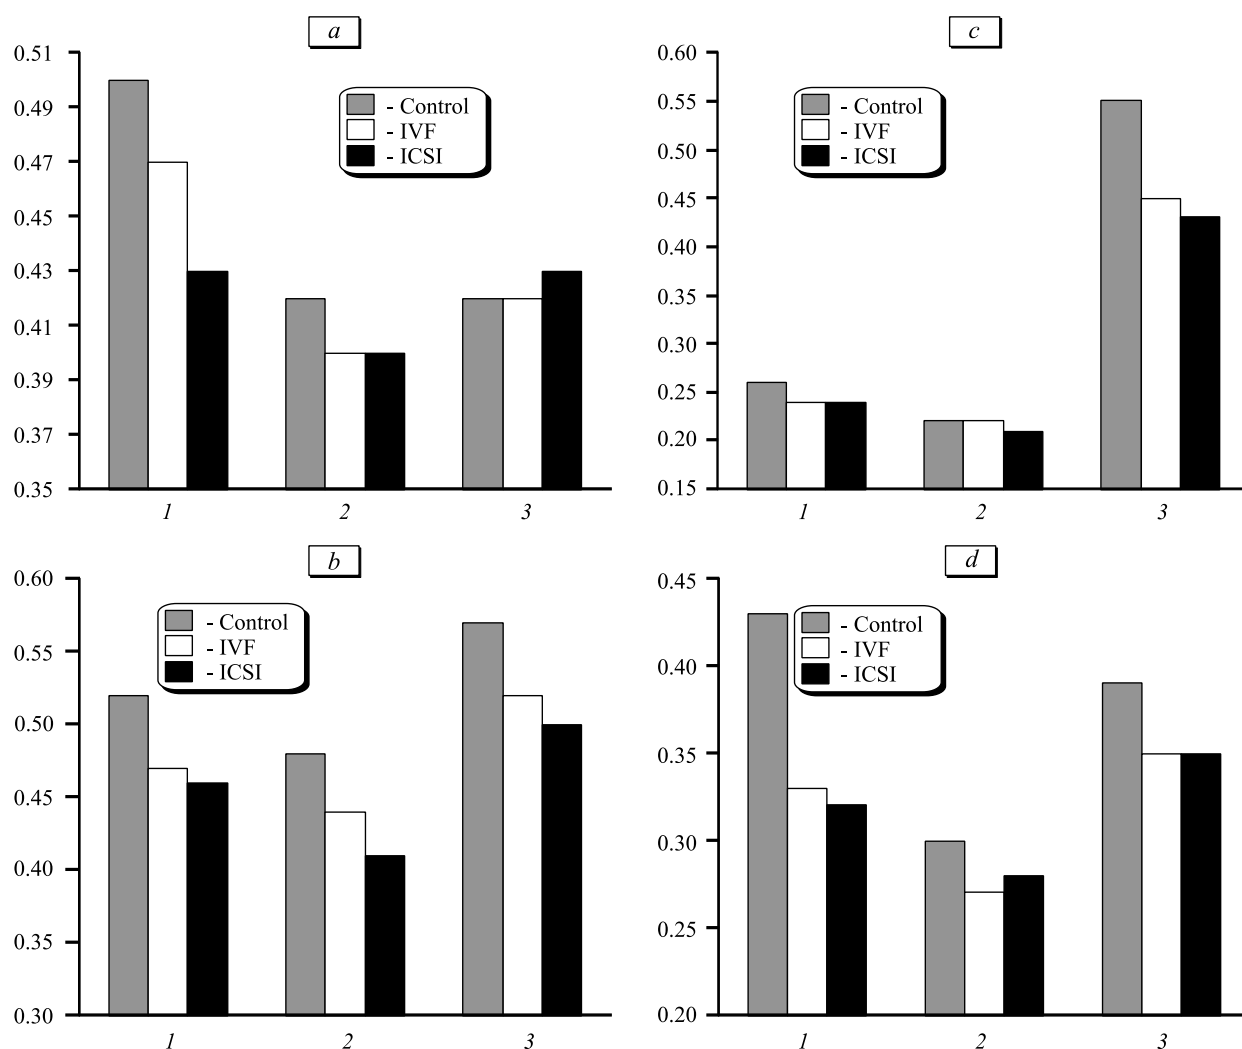 a
0.51
0.49
0.47
0.45
0.43
0.41
0.39
0.37
0.35
- Control
- IVF
- ICSI
1 2 3
c
0.60
0.55
0.50
0.45
0.40
0.35
0.30
0.25
0.20
0.15
- Control
- IVF
- ICSI
1 2 3
b
0.60
0.55
0.50
0.45
0.40
0.35
0.30
- Control
- IVF
- ICSI
1 2 3
d
0.45
0.40
0.35
0.30
0.25
0.20
- Control
- IVF
- ICSI
1 2 3